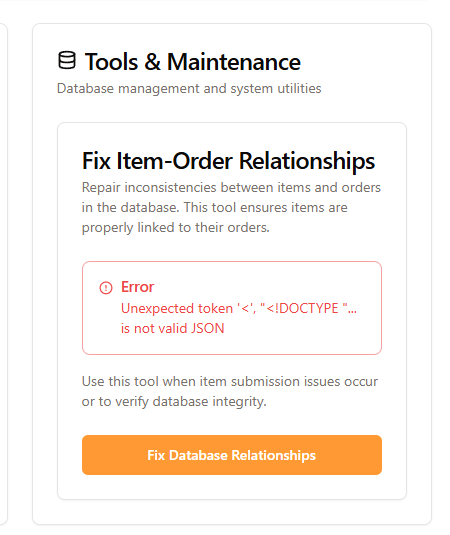 Tools & Maintenance
Database management and system utilities
Fix Item-Order Relationships
Repair inconsistencies between items and orders
in the database. This tool ensures items are
properly linked to their orders.
Error
Unexpected token '<', "<!DOCTYPE "...
is not valid JSON
Use this tool when item submission issues occur
or to verify database integrity.
Fix Database Relationships